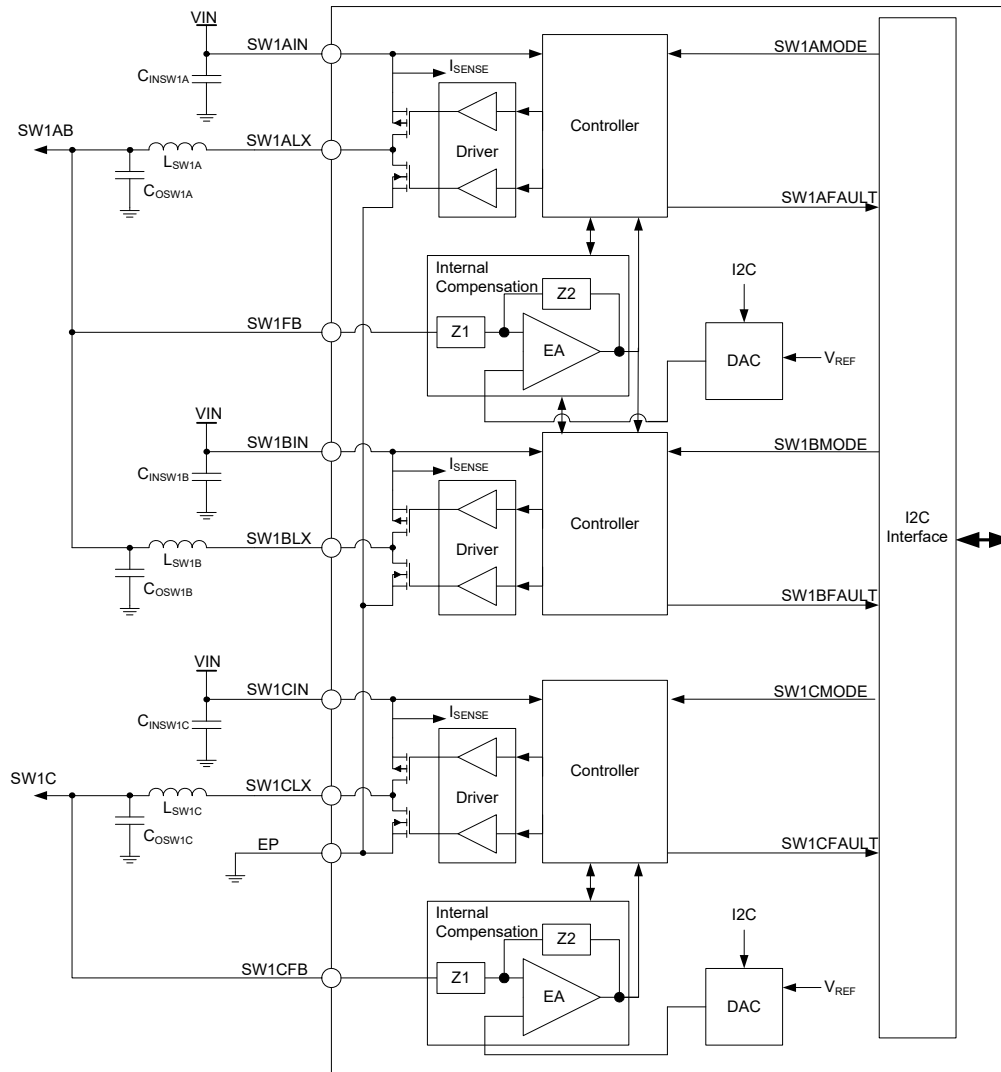 VIN
SW1AIN
SW1AMODE
ISENSE
CINSW1A
Controller
SW1AB
SW1ALX
Driver
LSW1A
COSW1A
SW1AFAULT
Internal
Compensation
I2C
Z2
SW1FB
Z1
EA
DAC
VREF
VIN
SW1BIN
SW1BMODE
ISENSE
CINSW1B
Controller
I2C
Interface
SW1BLX
Driver
LSW1B
COSW1B
SW1BFAULT
VIN
SW1CIN
SW1CMODE
ISENSE
CINSW1C
Controller
SW1C
SW1CLX
Driver
LSW1C
COSW1C
EP
SW1CFAULT
Internal
Compensation
I2C
Z2
SW1CFB
Z1
EA
DAC
VREF